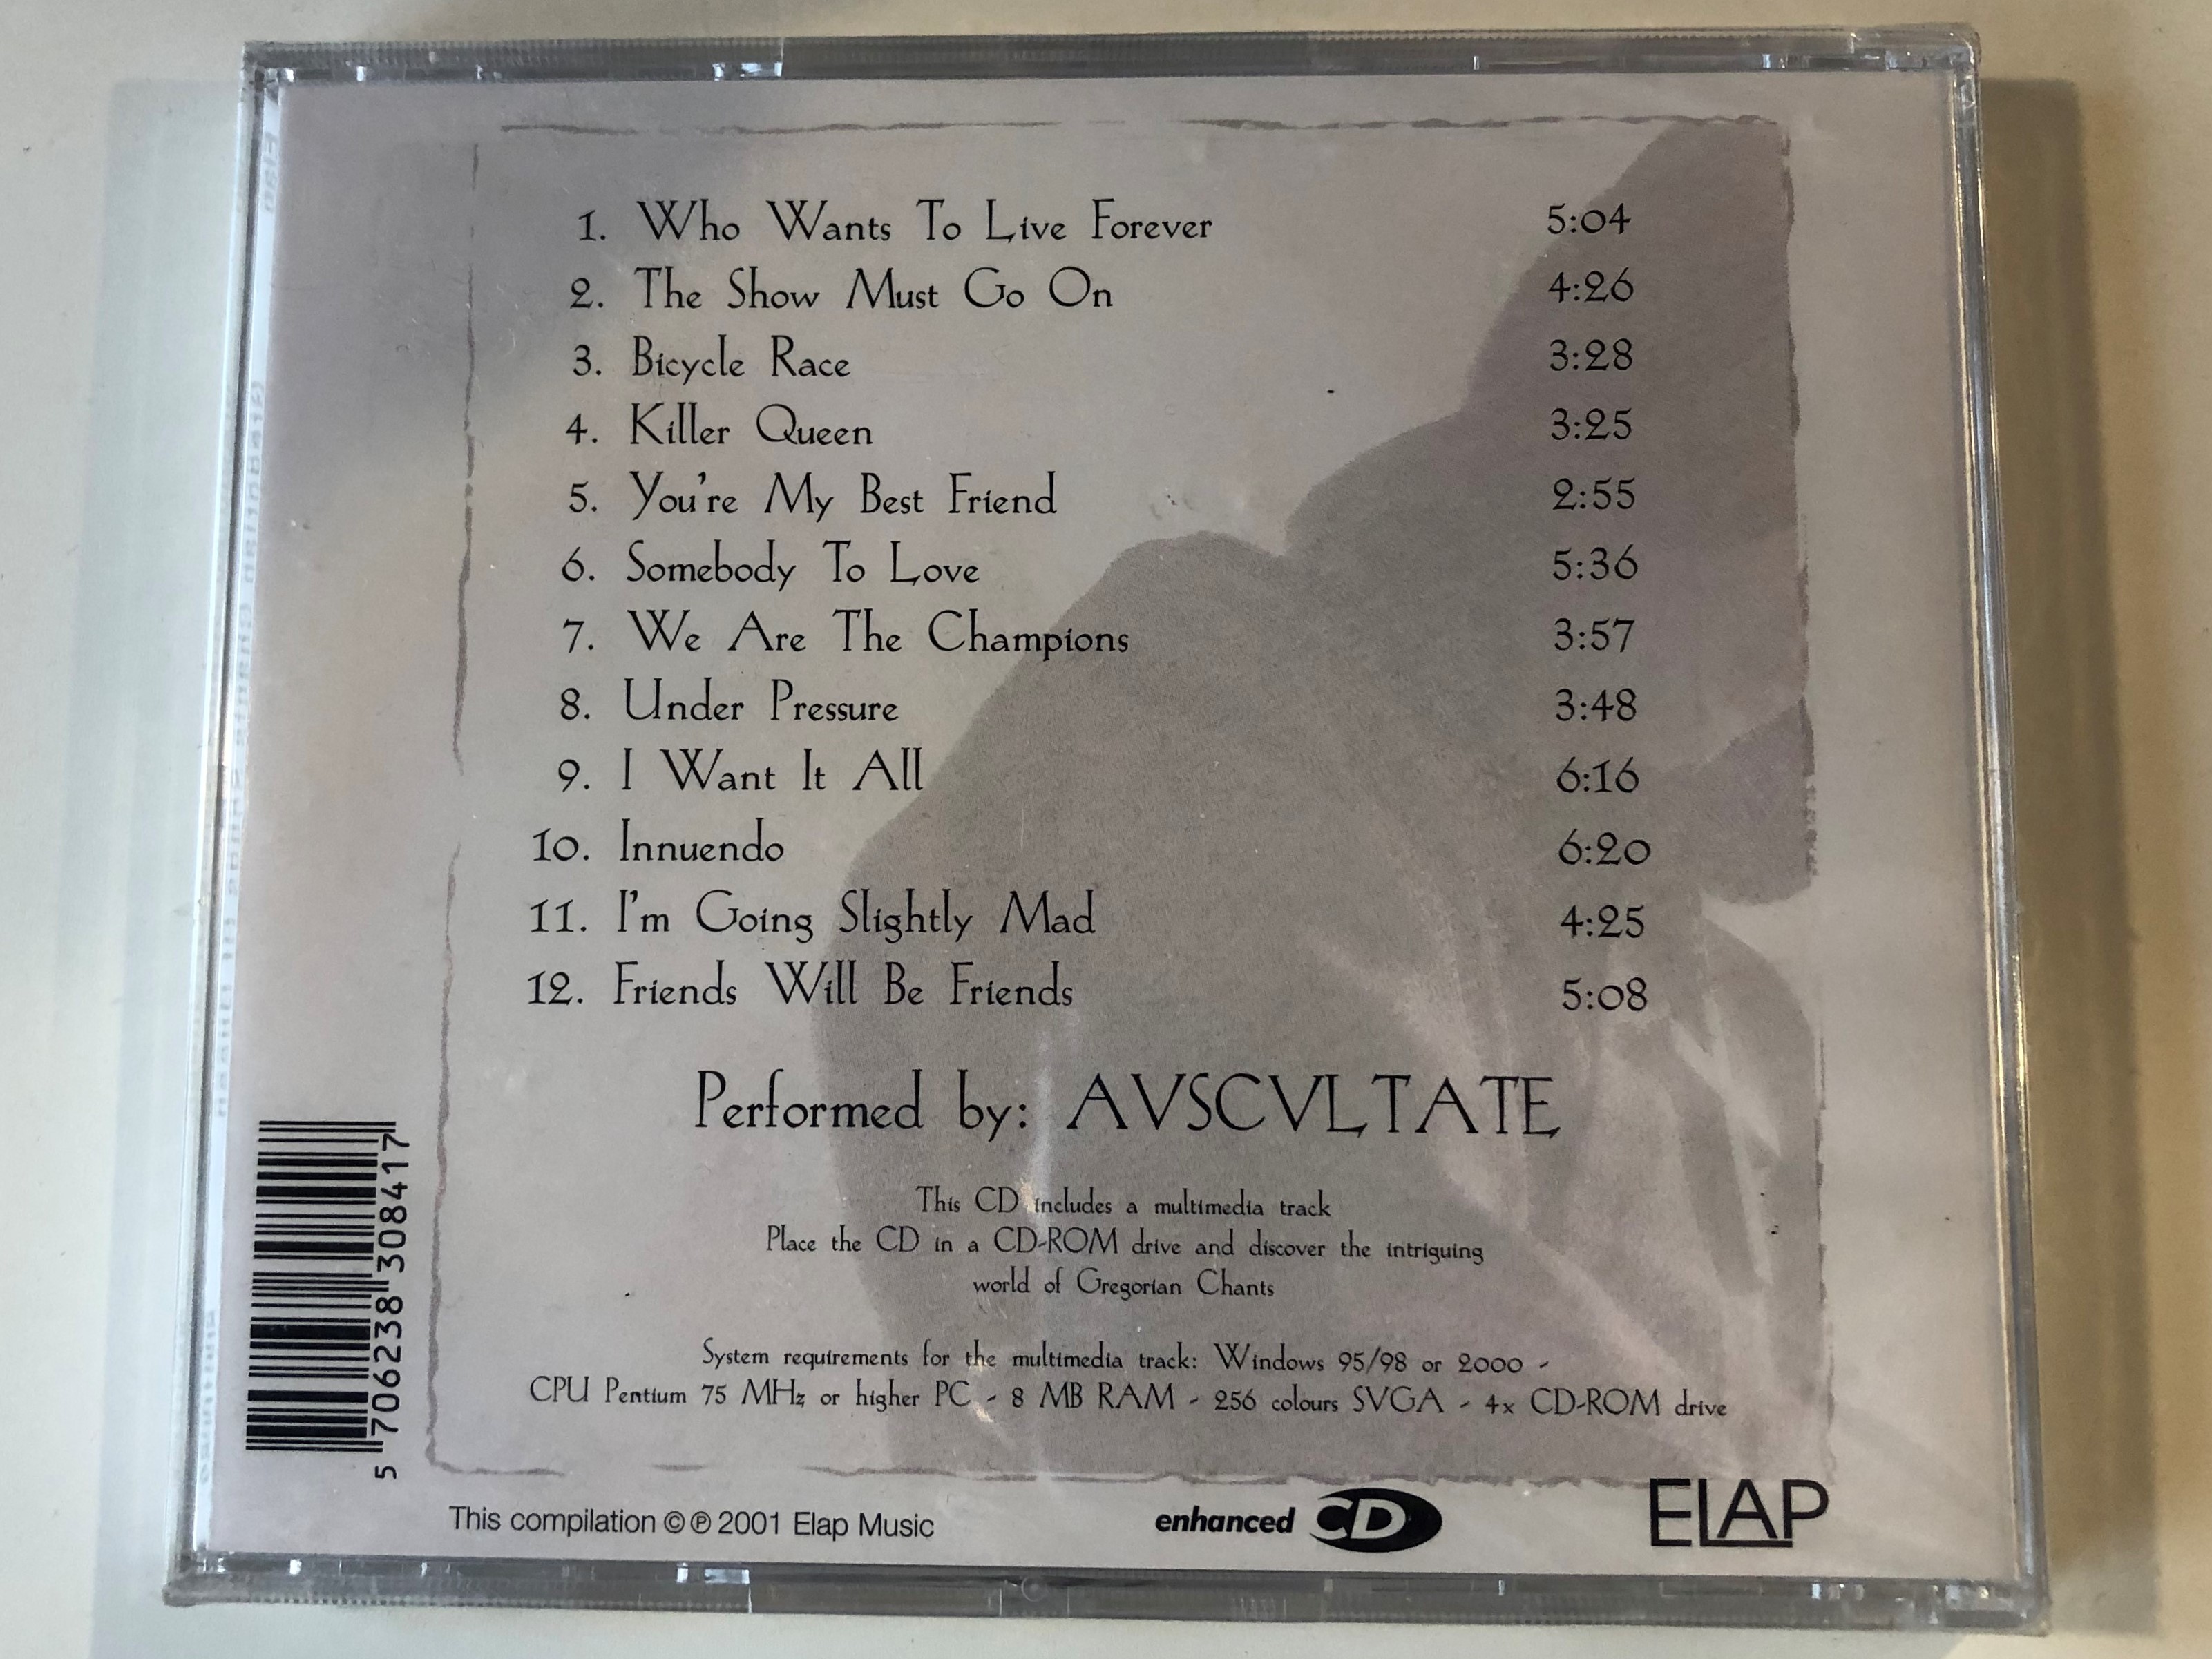 1. Who Wants To Live Forever 5:04
2. The Show Must Go On 4:26
3. Bicycle Race 3:28
4. Killer Queen 3:25
5. You're My Best Friend 2:55
6. Somebody To Love 5:36
7. We Are The Champions 3:57
8. Under Pressure 3:48
9. I Want It All 6:16
10. Innuendo 6:20
11. I'm Going Slightly Mad 4:25
12. Friends Will Be Friends 5:08
Performed by: AVSCVLTATE
This CD includes a multimedia track
Place the CD in a CD-ROM drive and discover the intriguing
world of Gregorian Chants
System requirements for the multimedia track: Windows 95/98 or 2000 -
CPU Pentium 75 MHz or higher PC - 8 MB RAM - 256 colours SVGA - 4x CD-ROM drive
5 706238 308417
This compilation © ℗ 2001 Elap Music
enhanced CD
ELAP